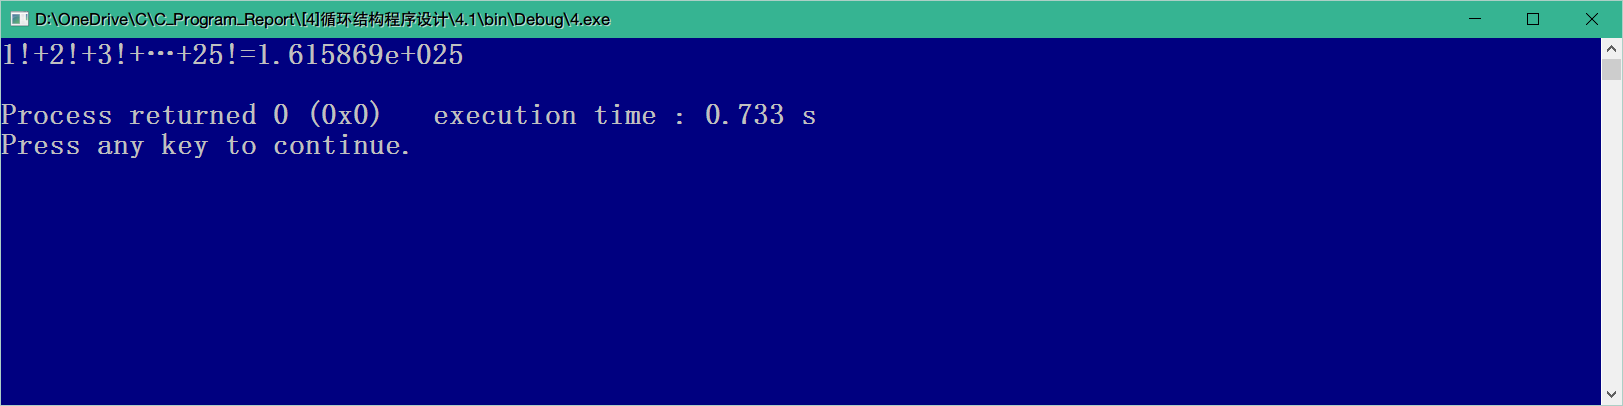 D:\OneDrive\C\C_Program_Report\[4]循环结构程序设计\4.1\bin\Debug\4.exe
1!+2!+3!+…+25!=1.615869e+025
Process returned 0 (0x0)   execution time : 0.733 s
Press any key to continue.